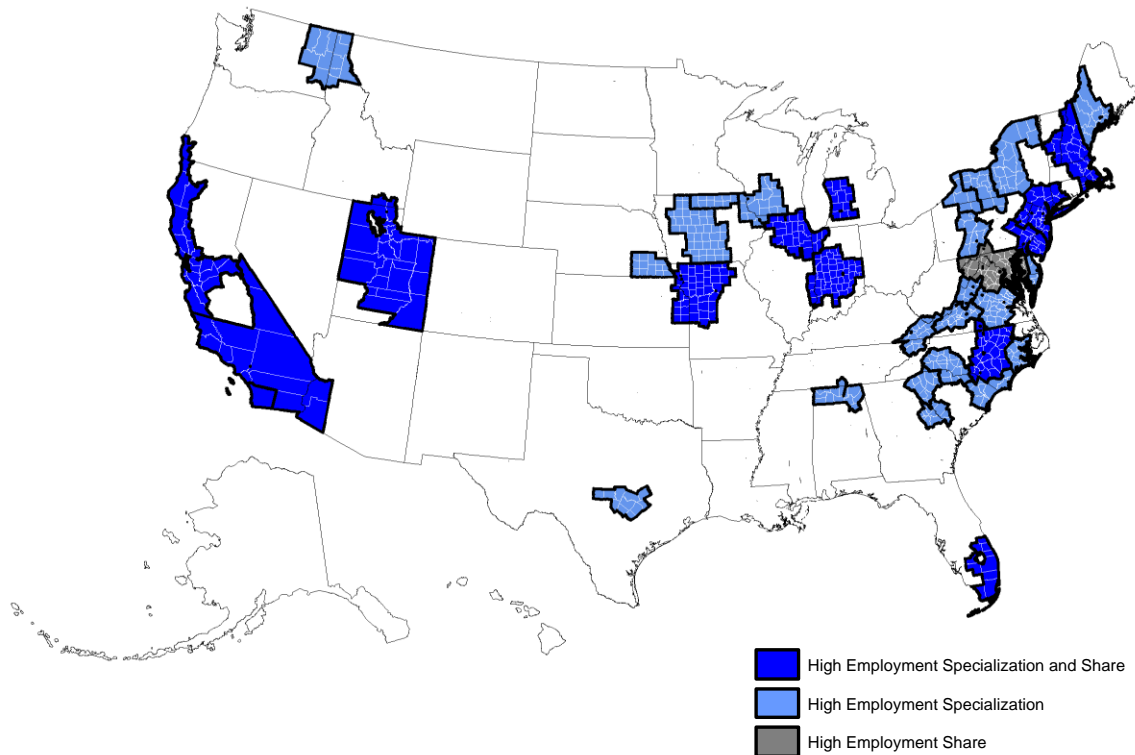 High Employment Specialization and Share
High Employment Specialization
High Employment Share